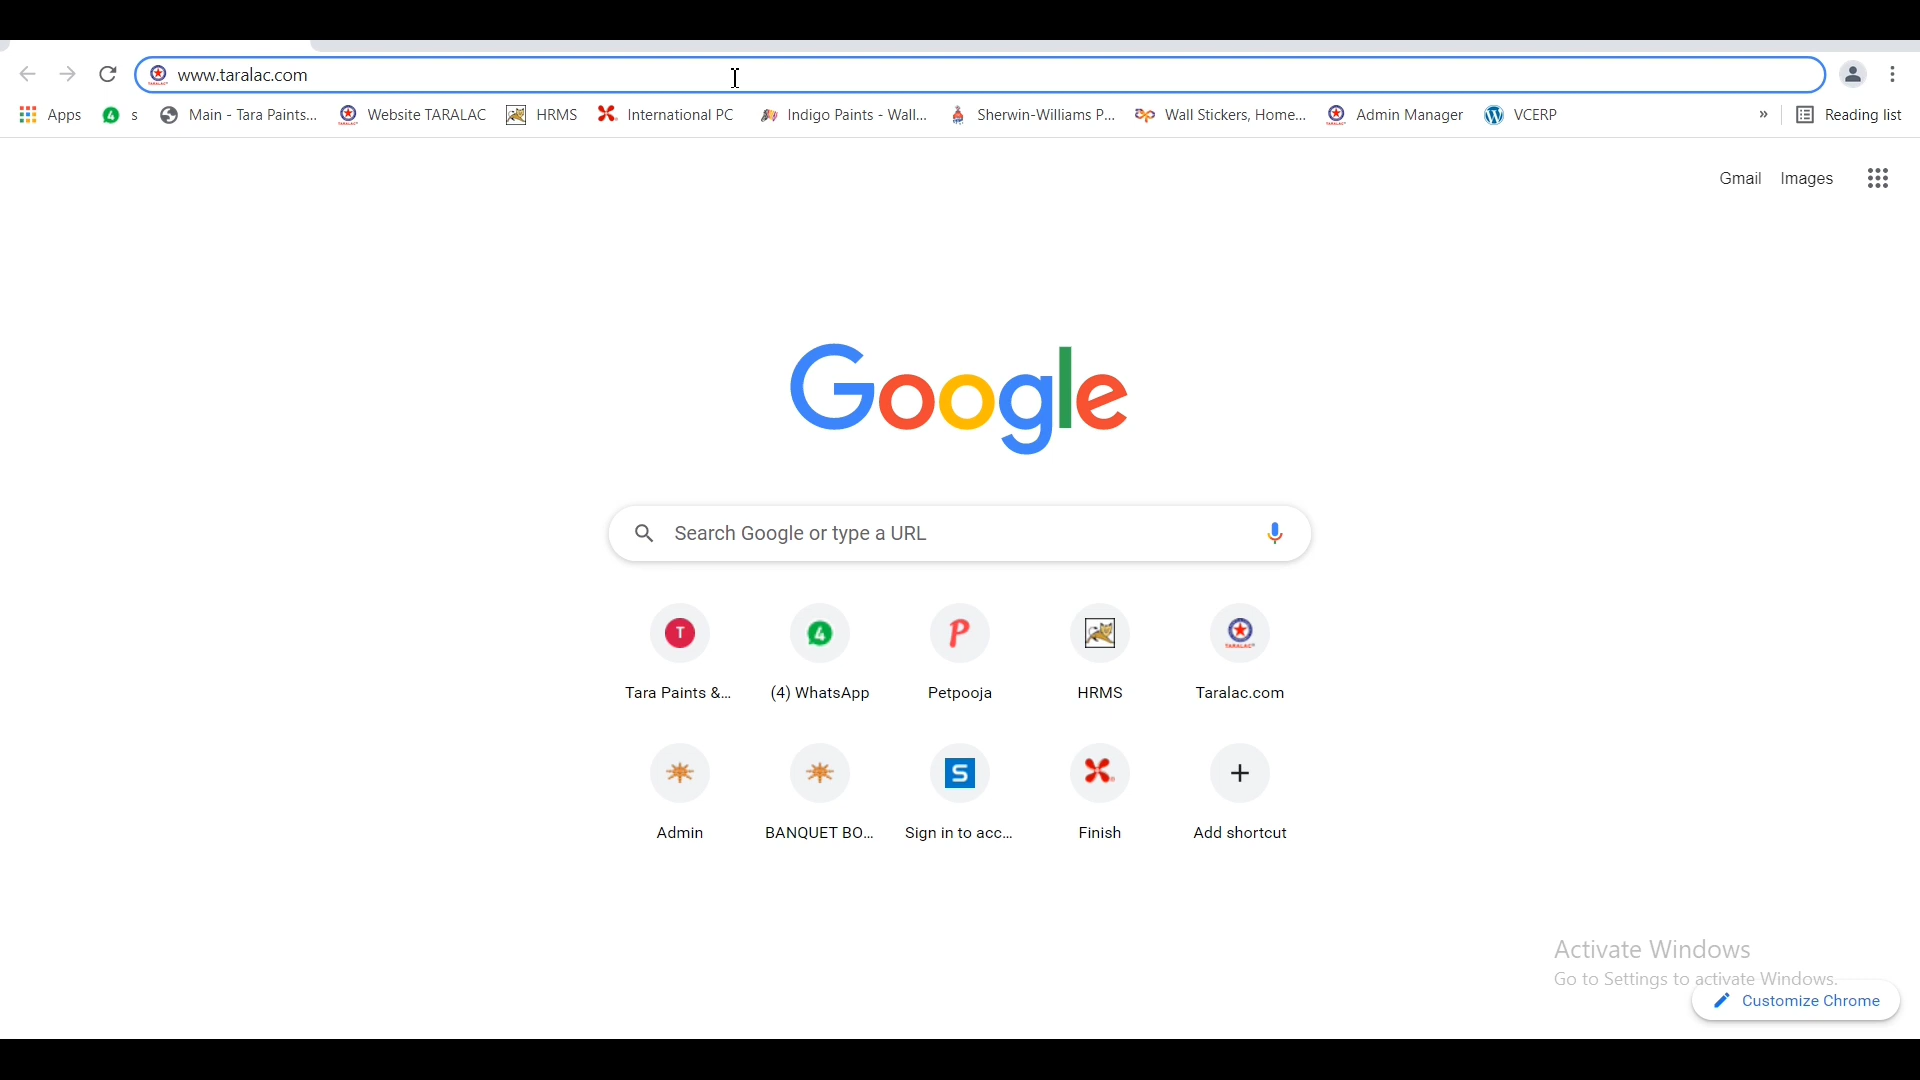 www.taralac.com
Apps s Main - Tara Paints... Website TARALAC HRMS International PC Indigo Paints - Wall... Sherwin-Williams P... Wall Stickers, Home... Admin Manager VCERP » Reading list
Gmail Images
Google
Search Google or type a URL
Tara Paints &... (4) WhatsApp Petpooja HRMS Taralac.com
Admin BANQUET BO... Sign in to acc... Finish Add shortcut
Activate Windows
Go to Settings to activate Windows.
Customize Chrome